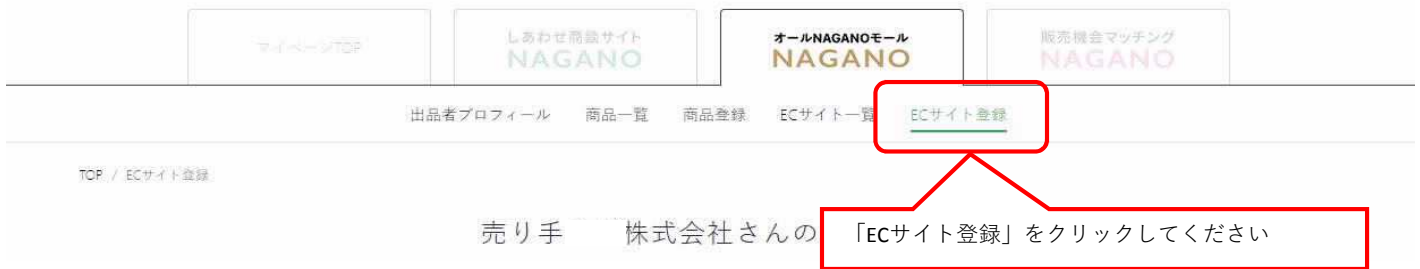 マイページTOP
しあわせ商談サイト
NAGANO
オールNAGANOモール
NAGANO
販売機会マッチング
NAGANO
出品者プロフィール 商品一覧 商品登録 ECサイト一覧 ECサイト登録
TOP / ECサイト登録
売り手 株式会社さんの
「ECサイト登録」をクリックしてください